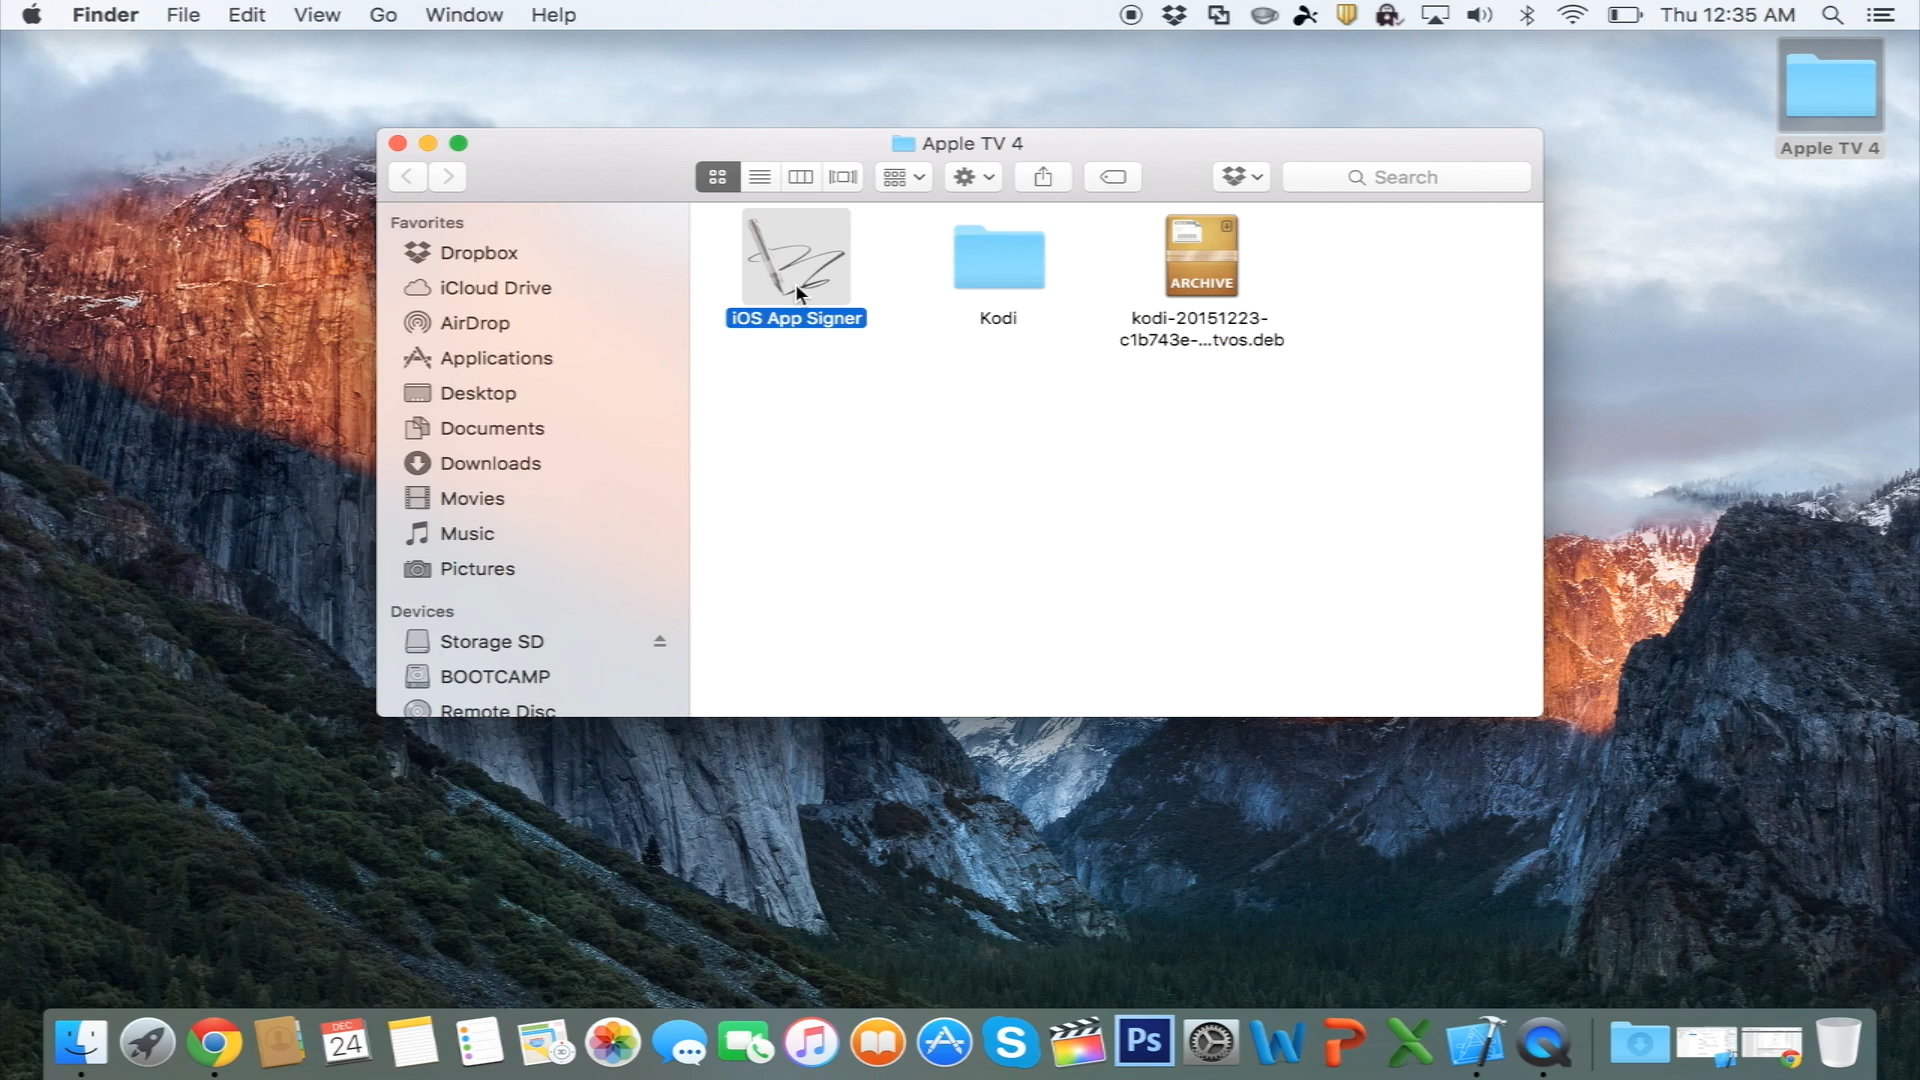 Finder File Edit View Go Window Help Thu 12:35 AM
Apple TV 4
Apple TV 4
Search
Favorites
Dropbox
iCloud Drive
AirDrop
Applications
Desktop
Documents
Downloads
Movies
Music
Pictures
Devices
Storage SD
BOOTCAMP
Remote Disc
iOS App Signer
Kodi
ARCHIVE
kodi-20151223-
c1b743e-...tvos.deb
DEC
24
Ps